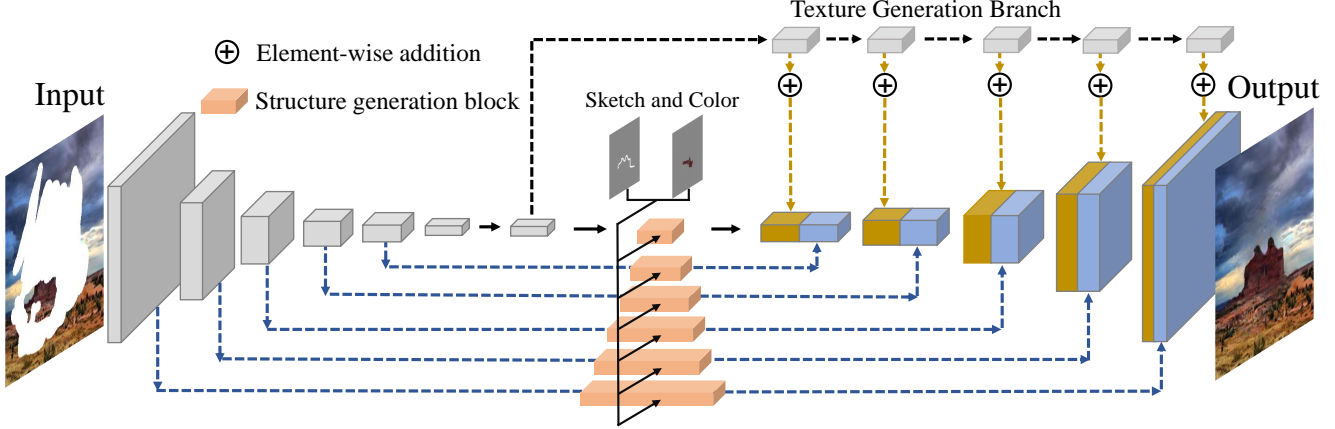 Texture Generation Branch
Element-wise addition
Structure generation block
Sketch and Color
Input
Output